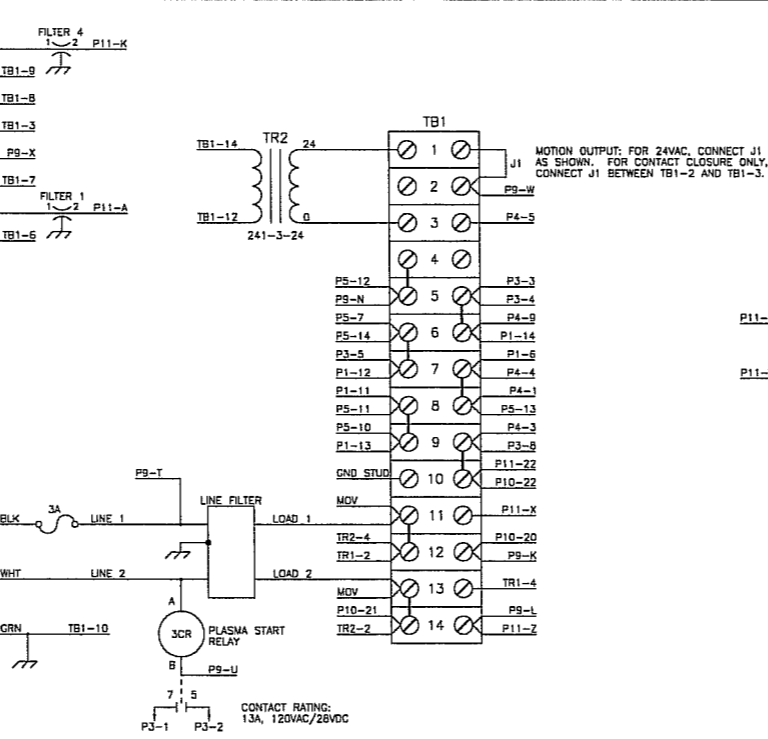 FILTER 4
1 2 P11-K
TB1-9
TB1-8
TB1-3
P9-X
TB1-7
FILTER 1
1 2 P11-A
TB1-6
TB1-14
TR2
24
TB1-12
0
241-3-24
TB1
1
J1
MOTION OUTPUT: FOR 24VAC, CONNECT J1
AS SHOWN. FOR CONTACT CLOSURE ONLY,
CONNECT J1 BETWEEN TB1-2 AND TB1-3.
2
P9-W
3 P4-5
4
P5-12 P3-3
5
P9-N P3-4
P5-7 P4-9
6
P5-14 P1-14
P3-5 P1-6
7
P1-12 P4-4
P1-11 P4-1
8
P5-11 P5-13
P5-10 P4-3
9
P1-13 P3-8
P11-22
GND STUD 10
P10-22
MOV
11 P11-X
TR2-4 P10-20
12
TR1-2 P9-K
13 TR1-4
MOV
P10-21 P9-L
14
TR2-2 P11-Z
P11-
P11-
P9-T
LINE FILTER
BLK 3A LINE 1 LOAD 1
WHT LINE 2 LOAD 2
A
GRN TB1-10
3CR PLASMA START
RELAY
B P9-U
7 5
P3-1 P3-2
CONTACT RATING:
13A, 120VAC/28VDC